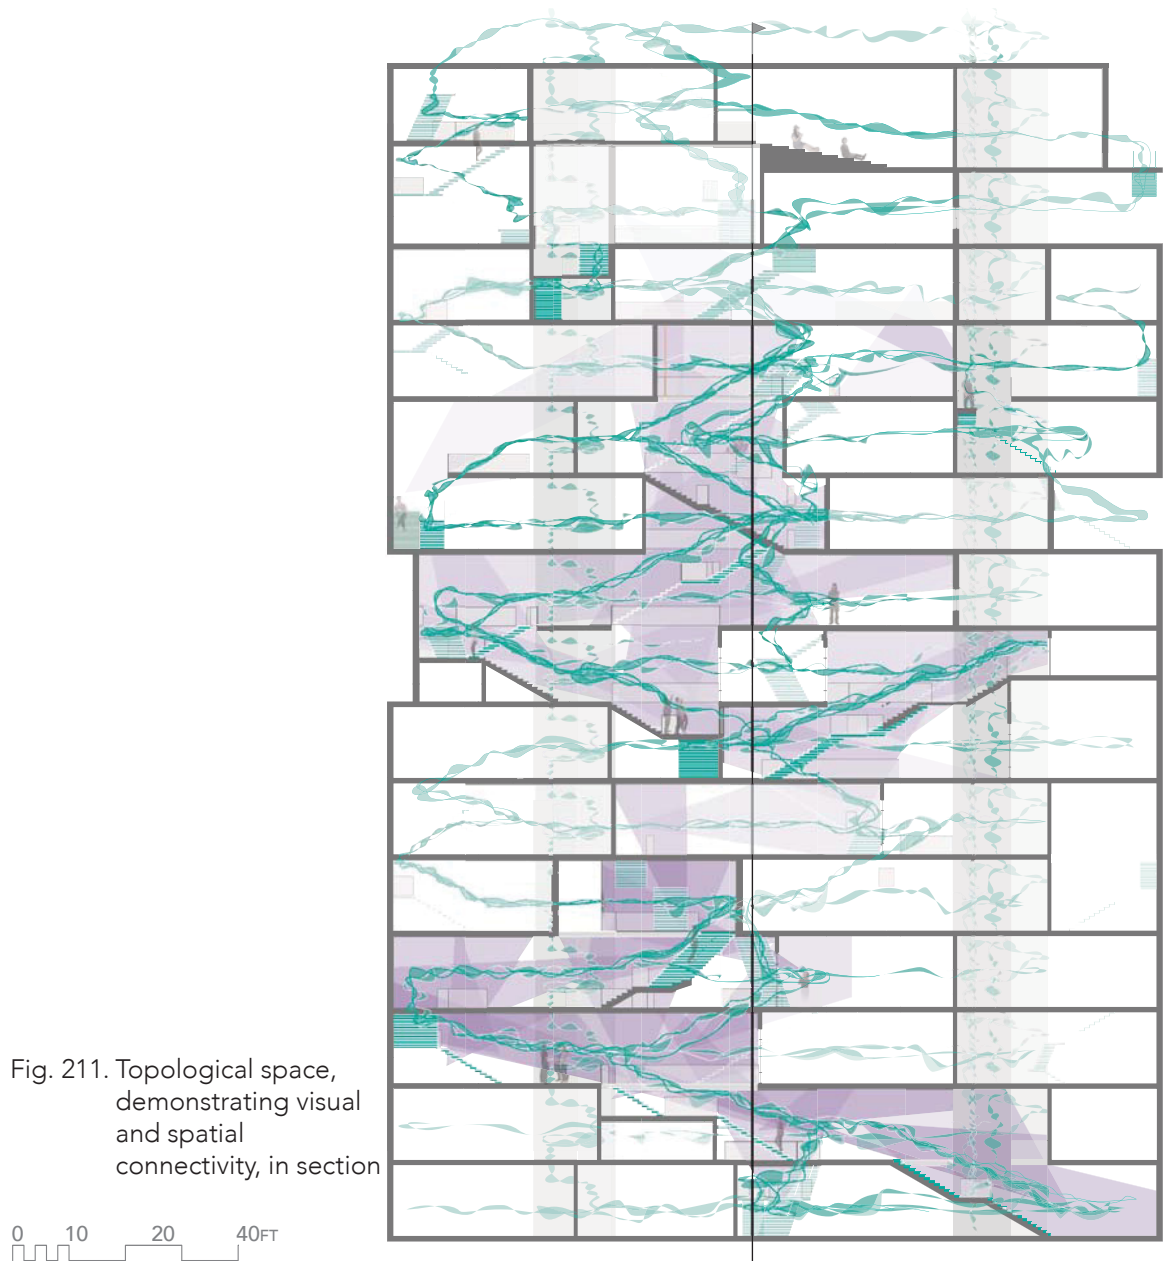 Fig. 211. Topological space,
demonstrating visual
and spatial
connectivity, in section
0 10 20 40FT